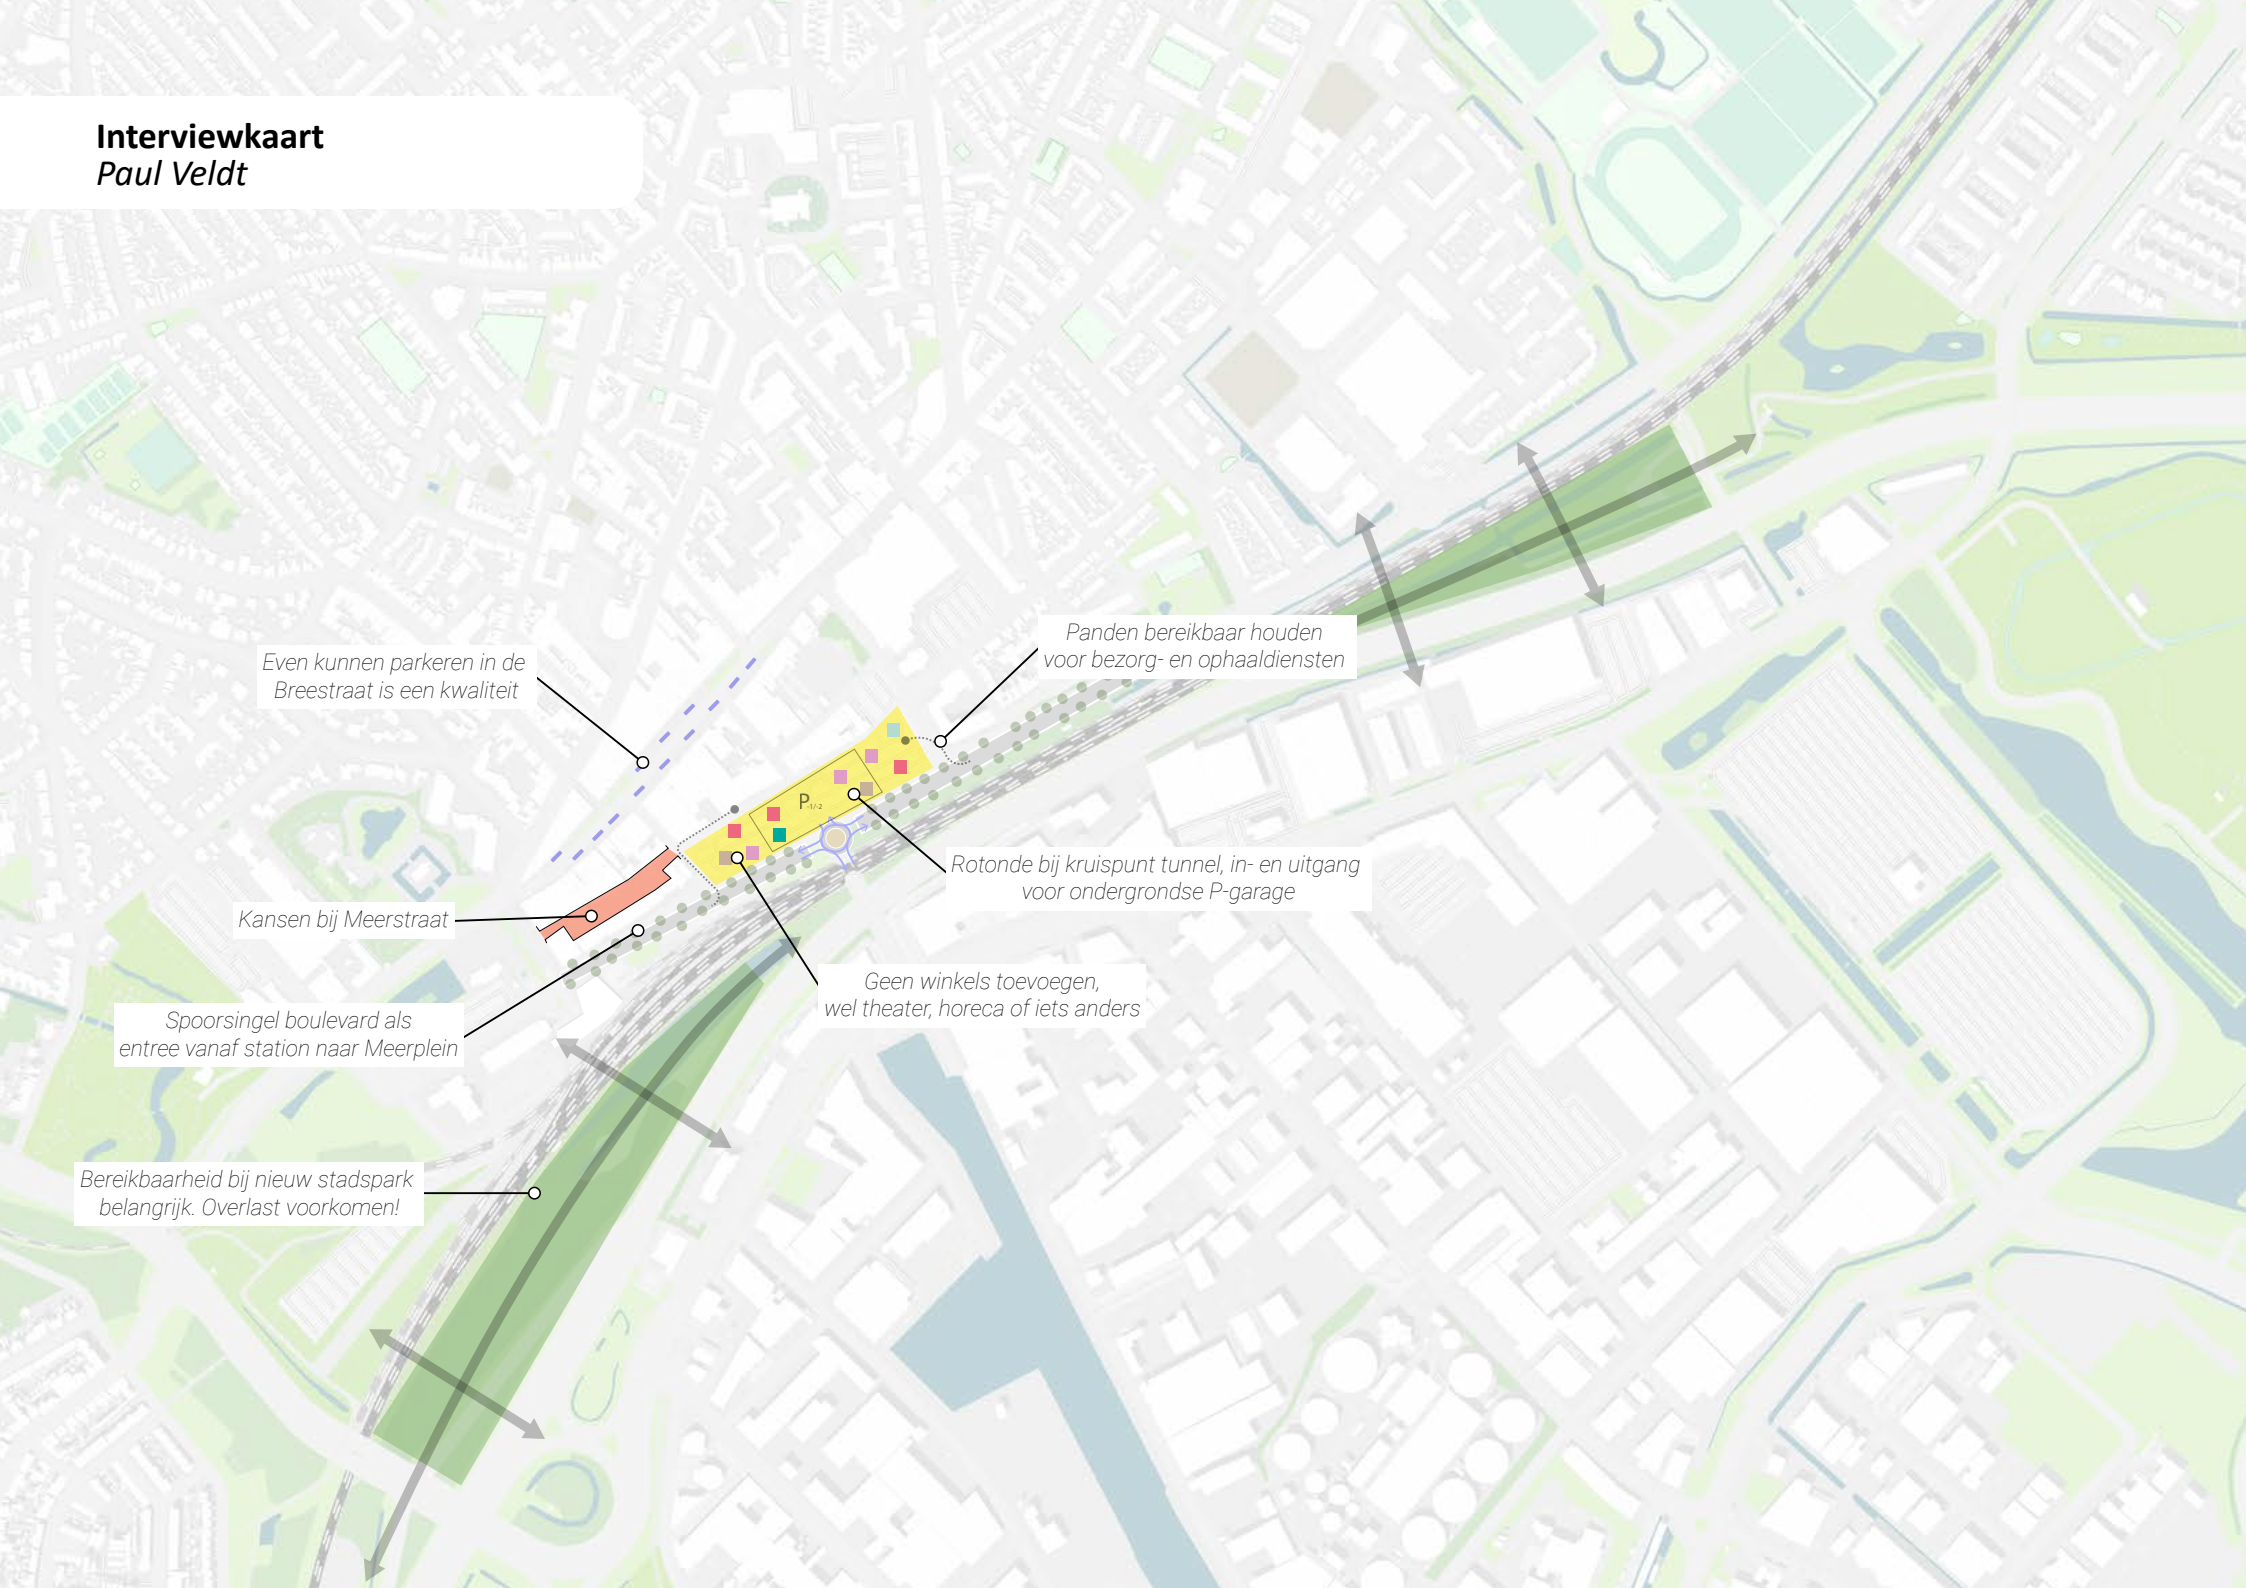 Interviewkaart
Paul Veldt
Panden bereikbaar houden
voor bezorg- en ophaaldiensten
Even kunnen parkeren in de
Breestraat is een kwaliteit
P-1/-2
Rotonde bij kruispunt tunnel, in- en uitgang
voor ondergrondse P-garage
Kansen bij Meerstraat
Geen winkels toevoegen,
wel theater, horeca of iets anders
Spoorsingel boulevard als
entree vanaf station naar Meerplein
Bereikbaarheid bij nieuw stadspark
belangrijk. Overlast voorkomen!